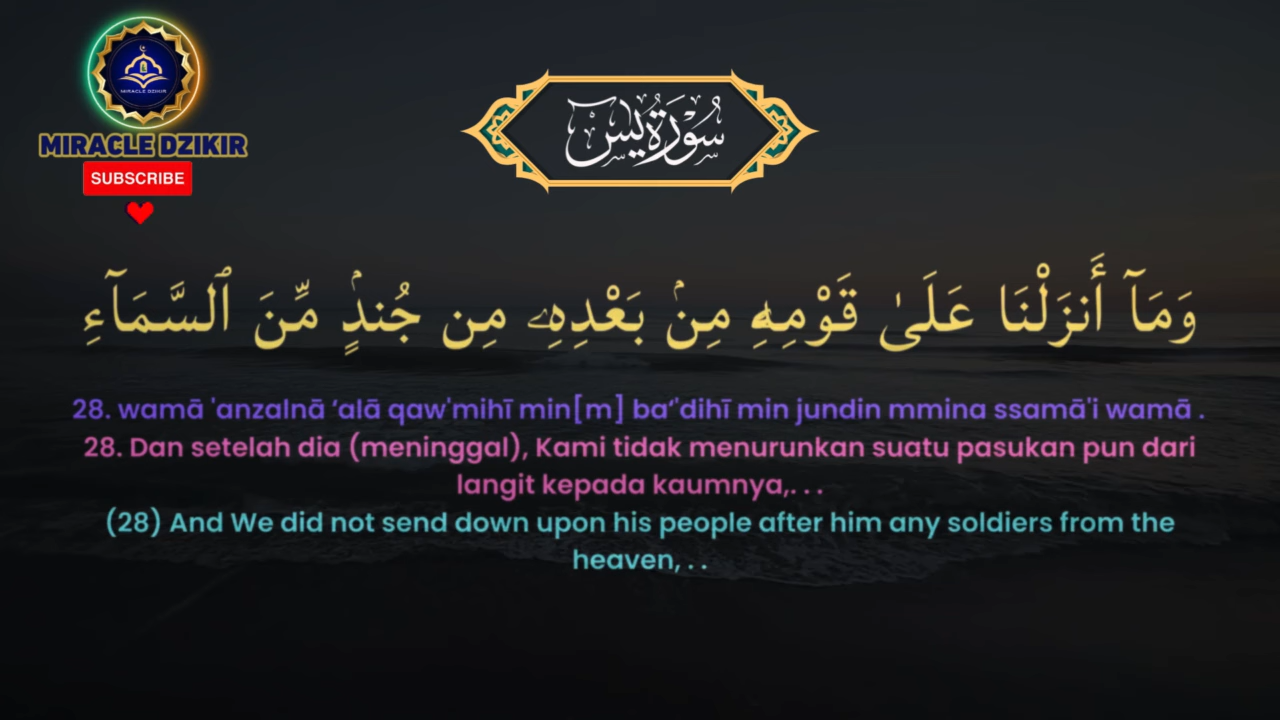 MIRACLE DZIKIR
MIRACLE DZIKIR
SUBSCRIBE
سُوْرَةُ يٰسٓ
وَمَآ أَنزَلْنَا عَلَىٰ قَوْمِهِۦ مِنۢ بَعْدِهِۦ مِن جُندٍۢ مِّنَ ٱلسَّمَآءِ
28. wamā 'anzalnā ‘alā qaw'mihī min[m] ba‘'dihī min jundin mmina ssamā'i wamā .
28. Dan setelah dia (meninggal), Kami tidak menurunkan suatu pasukan pun dari
langit kepada kaumnya,. . .
(28) And We did not send down upon his people after him any soldiers from the
heaven, . .